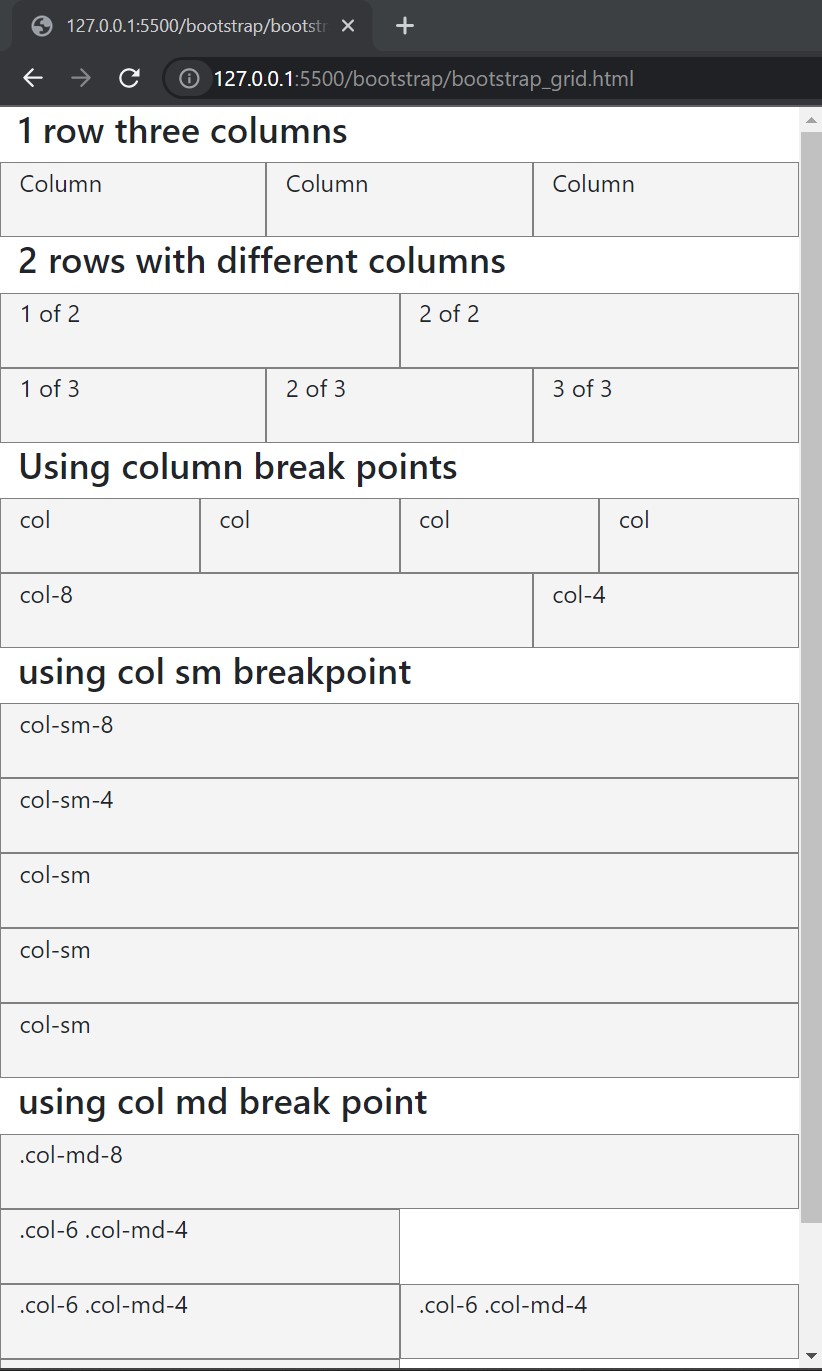 127.0.0.1:5500/bootstrap/bootstr
127.0.0.1:5500/bootstrap/bootstrap_grid.html
1 row three columns
Column Column Column
2 rows with different columns
1 of 2 2 of 2
1 of 3 2 of 3 3 of 3
Using column break points
col col col col
col-8 col-4
using col sm breakpoint
col-sm-8
col-sm-4
col-sm
col-sm
col-sm
using col md break point
.col-md-8
.col-6 .col-md-4
.col-6 .col-md-4 .col-6 .col-md-4